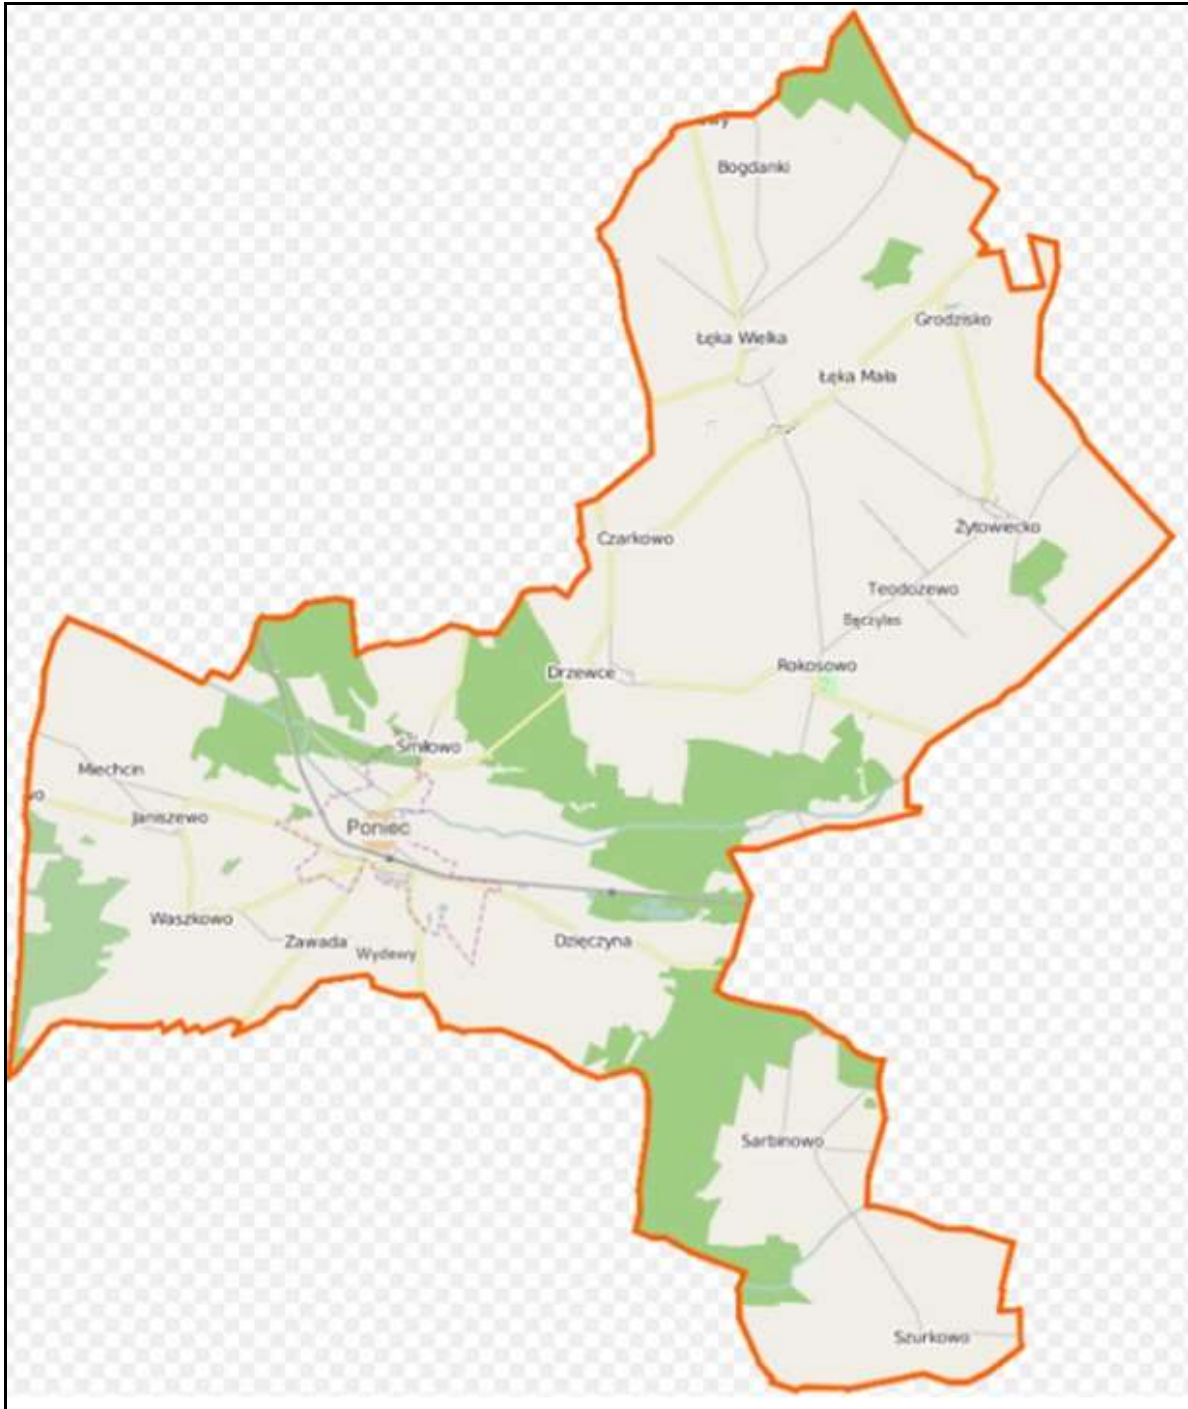 Bogdanki
Łęka Wielka
Grodzisko
Łęka Mała
Żytowiecko
Czarkowo
Teodozewo
Bączylas
Rokosowo
Drzewce
Śmiłowo
Miechcin
Janiszewo
Poniec
Waszkowo
Zawada
Wydawy
Dzięczyna
Sarbinowo
Szurkowo